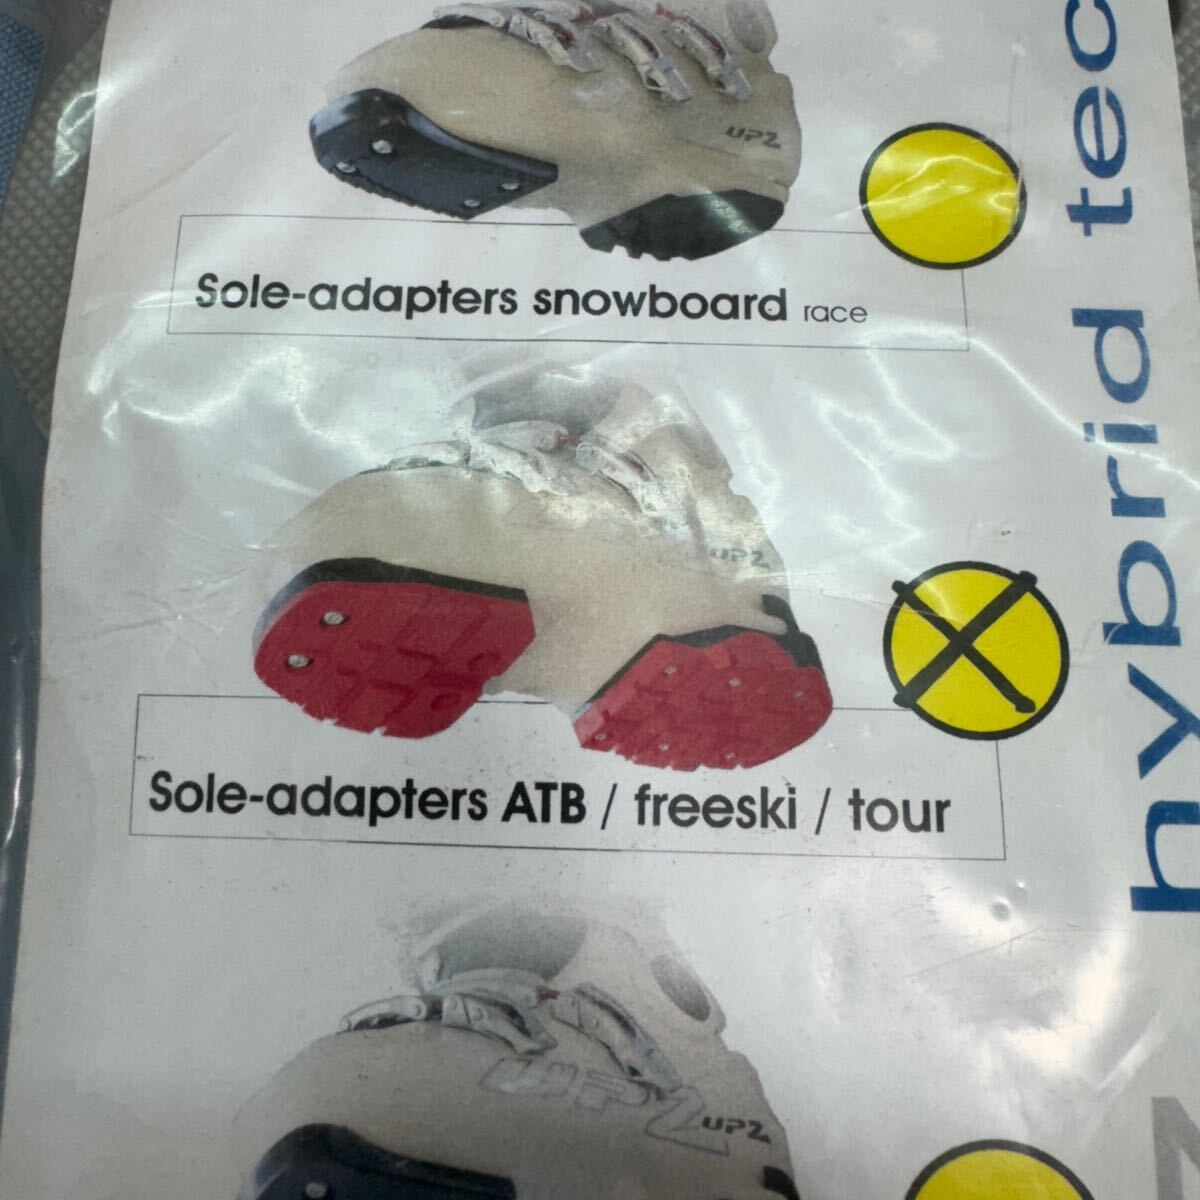 UPZ
Sole-adapters snowboard race
UPZ
Sole-adapters ATB / freeski / tour
UPZ
UPZ
hybrid tec